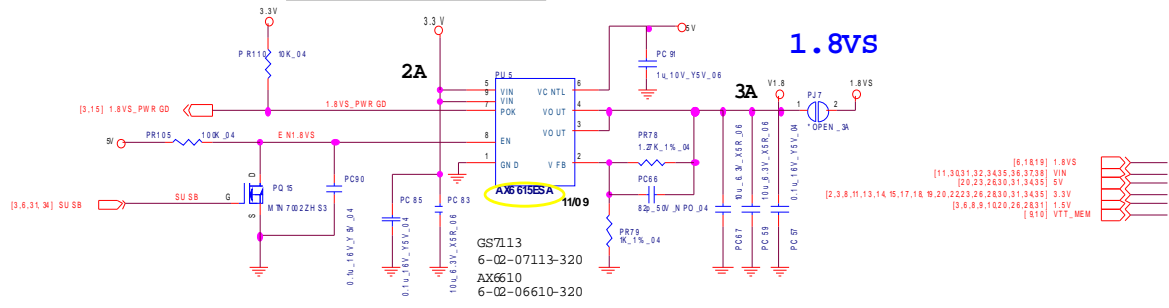 3.3V
3.3V
5V
1.8VS
PR110 10K_04
2A
PU5
PC91
1u_10V_Y5V_06
3A
V1.8
1.8VS
PJ7
1 2
*OPEN_3A
5 VIN
9 VIN
7 POK
8 EN
1 GND
VCNTL 6
VOUT 4
VOUT 3
VFB 2
[3,15] 1.8VS_PWRGD
1.8VS_PWRGD
5V
PR105 100K_04
EN1.8VS
PR78
1.27K_1%_04
PC66
82p_50V_NPO_04
AX6615ESA
11/09
[3,6,31,34] SUSB
SUSB
D
G
S
PQ15
MTN7002ZHS3
PC90
0.1u_16V_Y5V_04
PC85
0.1u_16V_Y5V_04
PC83
10u_6.3V_X5R_06
PR79
1K_1%_04
PC67
10u_6.3V_X5R_06
PC59
10u_6.3V_X5R_06
PC57
0.1u_16V_Y5V_04
GS7113
6-02-07113-320
AX6610
6-02-06610-320
[6,18,19] 1.8VS
[11,30,31,32,34,35,36,37,38] VIN
[20,23,26,30,31,34,35] 5V
[2,3,8,11,13,14,15,17,18,19,20,22,23,26,28,30,31,34,35] 3.3V
[3,6,8,9,10,20,26,28,31] 1.5V
[9,10] VTT_MEM